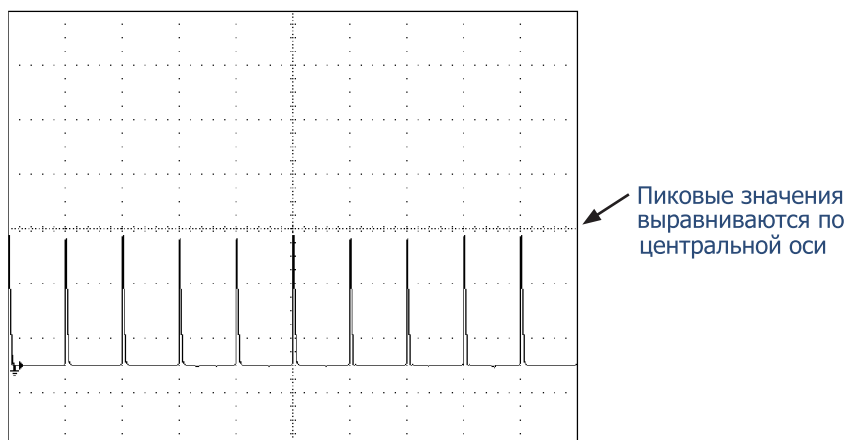 Пиковые значения
выравниваются по
центральной оси